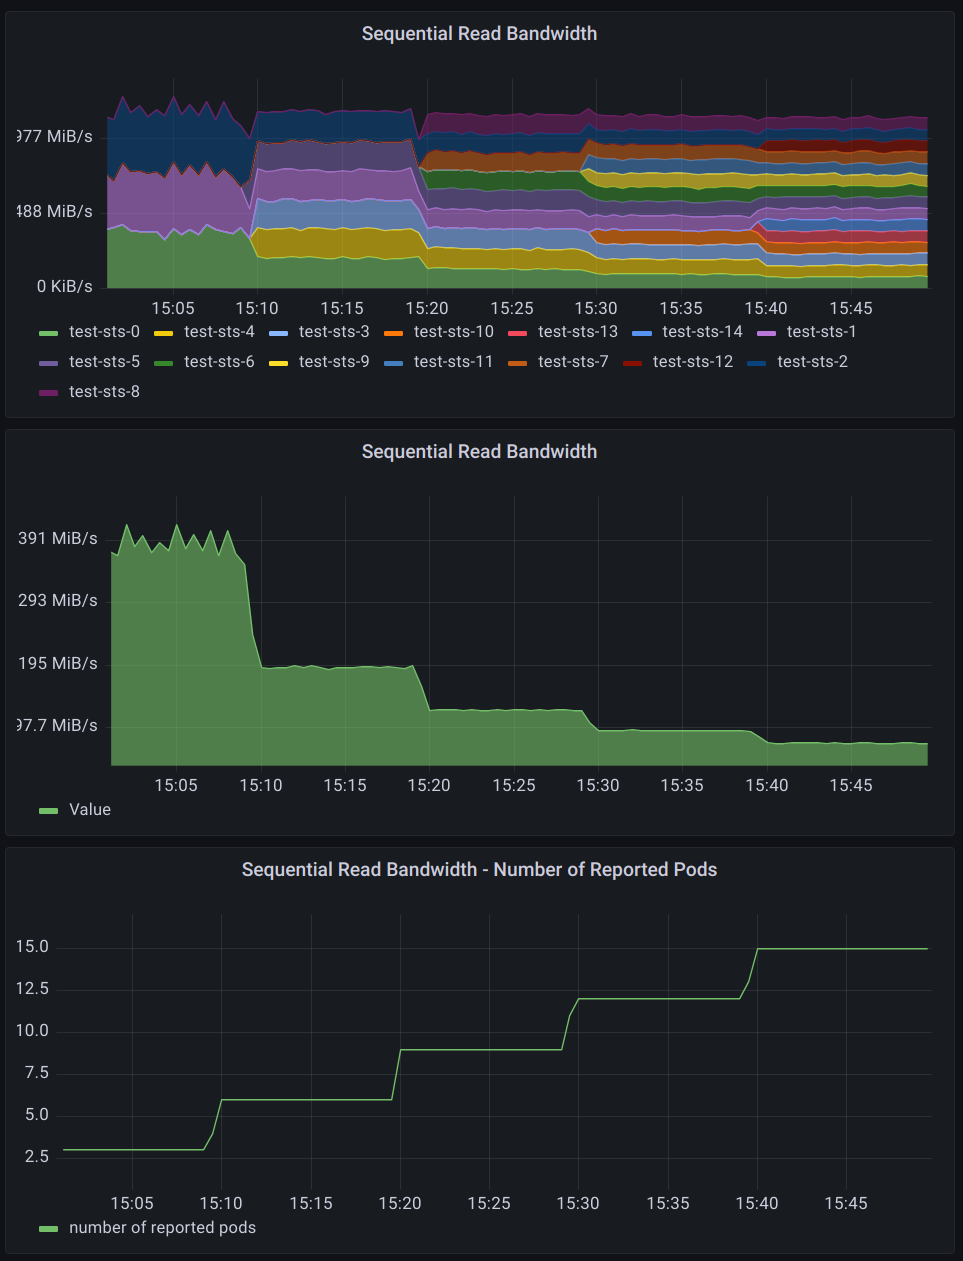 Sequential Read Bandwidth
977 MiB/s
488 MiB/s
0 KiB/s
15:05 15:10 15:15 15:20 15:25 15:30 15:35 15:40 15:45
test-sts-0 test-sts-4 test-sts-3 test-sts-10 test-sts-13 test-sts-14 test-sts-1
test-sts-5 test-sts-6 test-sts-9 test-sts-11 test-sts-7 test-sts-12 test-sts-2
test-sts-8
Sequential Read Bandwidth
391 MiB/s
293 MiB/s
195 MiB/s
97.7 MiB/s
15:05 15:10 15:15 15:20 15:25 15:30 15:35 15:40 15:45
Value
Sequential Read Bandwidth - Number of Reported Pods
15.0
12.5
10.0
7.5
5.0
2.5
15:05 15:10 15:15 15:20 15:25 15:30 15:35 15:40 15:45
number of reported pods